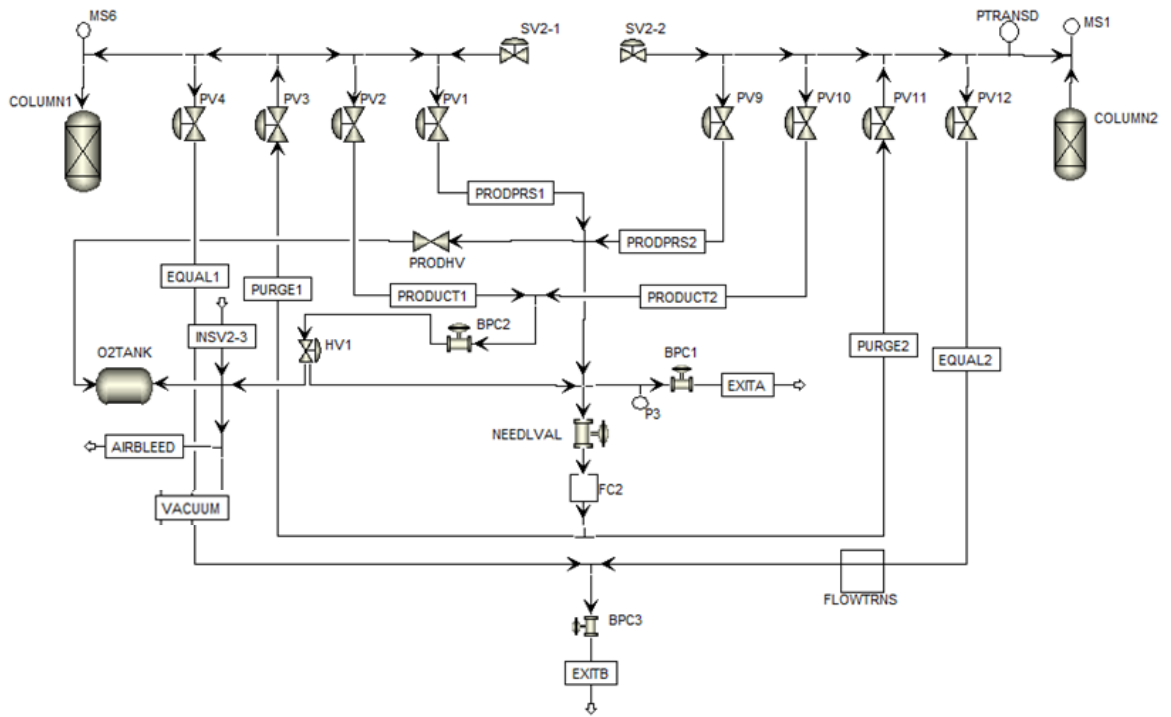 MS6
SV2-1
SV2-2
PTRANSD
MS1
COLUMN1
PV4
PV3
PV2
PV1
PV9
PV10
PV11
PV12
COLUMN2
PRODPRS1
PRODPRS2
PRODHV
EQUAL1
PURGE1
PRODUCT1
PRODUCT2
INSV2-3
BPC2
HV1
PURGE2
EQUAL2
O2TANK
BPC1
EXITA
P3
AIRBLEED
NEEDLVAL
FC2
VACUUM
FLOWTRNS
BPC3
EXITB